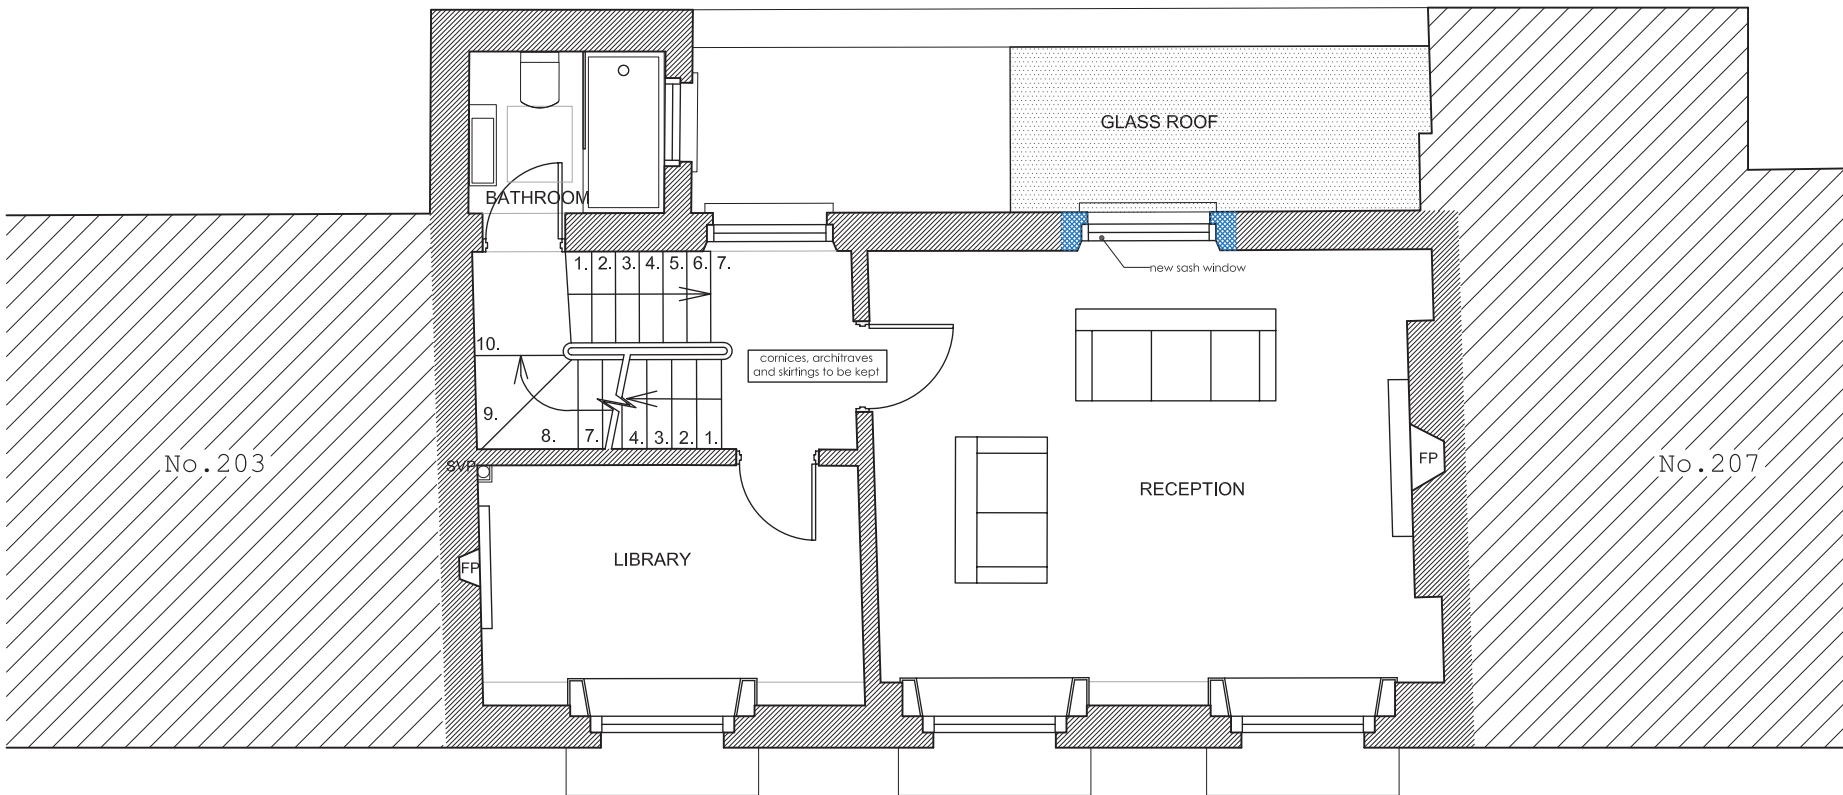 GLASS ROOF
BATHROOM
1. 2. 3. 4. 5. 6. 7.
new sash window
10.
cornices, architraves
and skirtings to be kept
9.
8. 7. 4. 3. 2. 1.
No.203
SVP
FP
No.207
RECEPTION
LIBRARY
FP